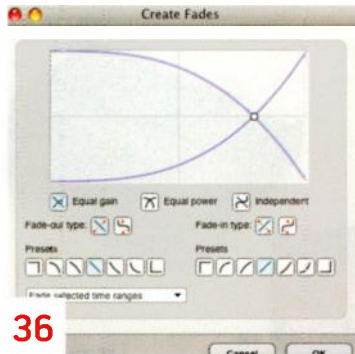 Create Fades
Equal gain Equal power Independent
Fade-out type: Fade-in type:
Presets Presets
Fade selected time ranges
36
Cancel OK